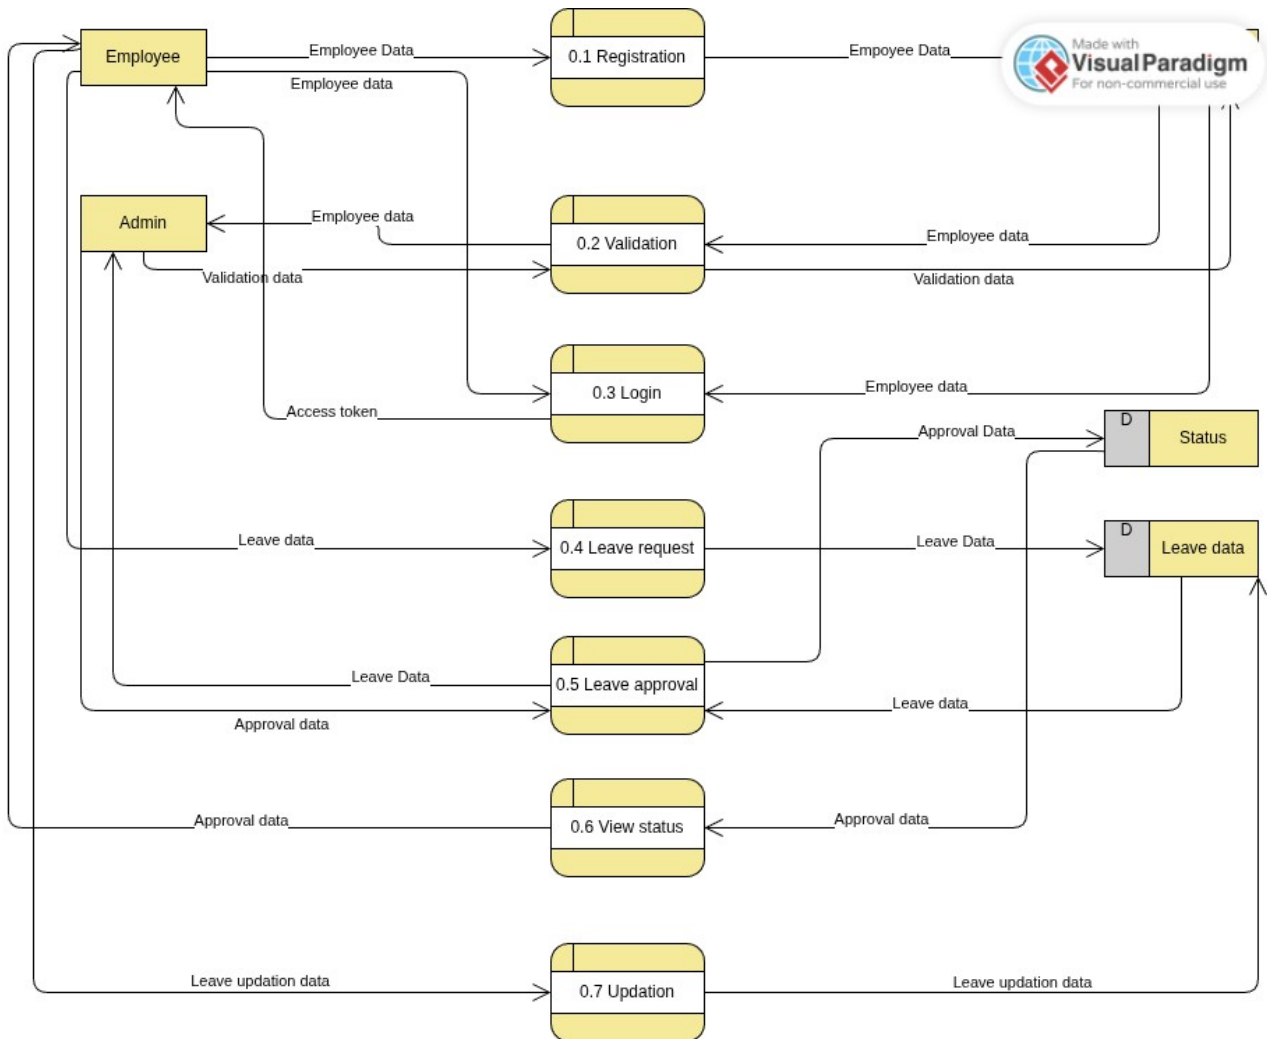 Employee
Employee Data
0.1 Registration
Empoyee Data
Made with
Visual Paradigm
For non-commercial use
Employee data
Admin
Employee data
0.2 Validation
Employee data
Validation data
Validation data
0.3 Login
Employee data
Access token
D
Status
Approval Data
Leave data
0.4 Leave request
Leave Data
D
Leave data
Leave Data
0.5 Leave approval
Leave data
Approval data
Approval data
0.6 View status
Approval data
Leave updation data
0.7 Updation
Leave updation data